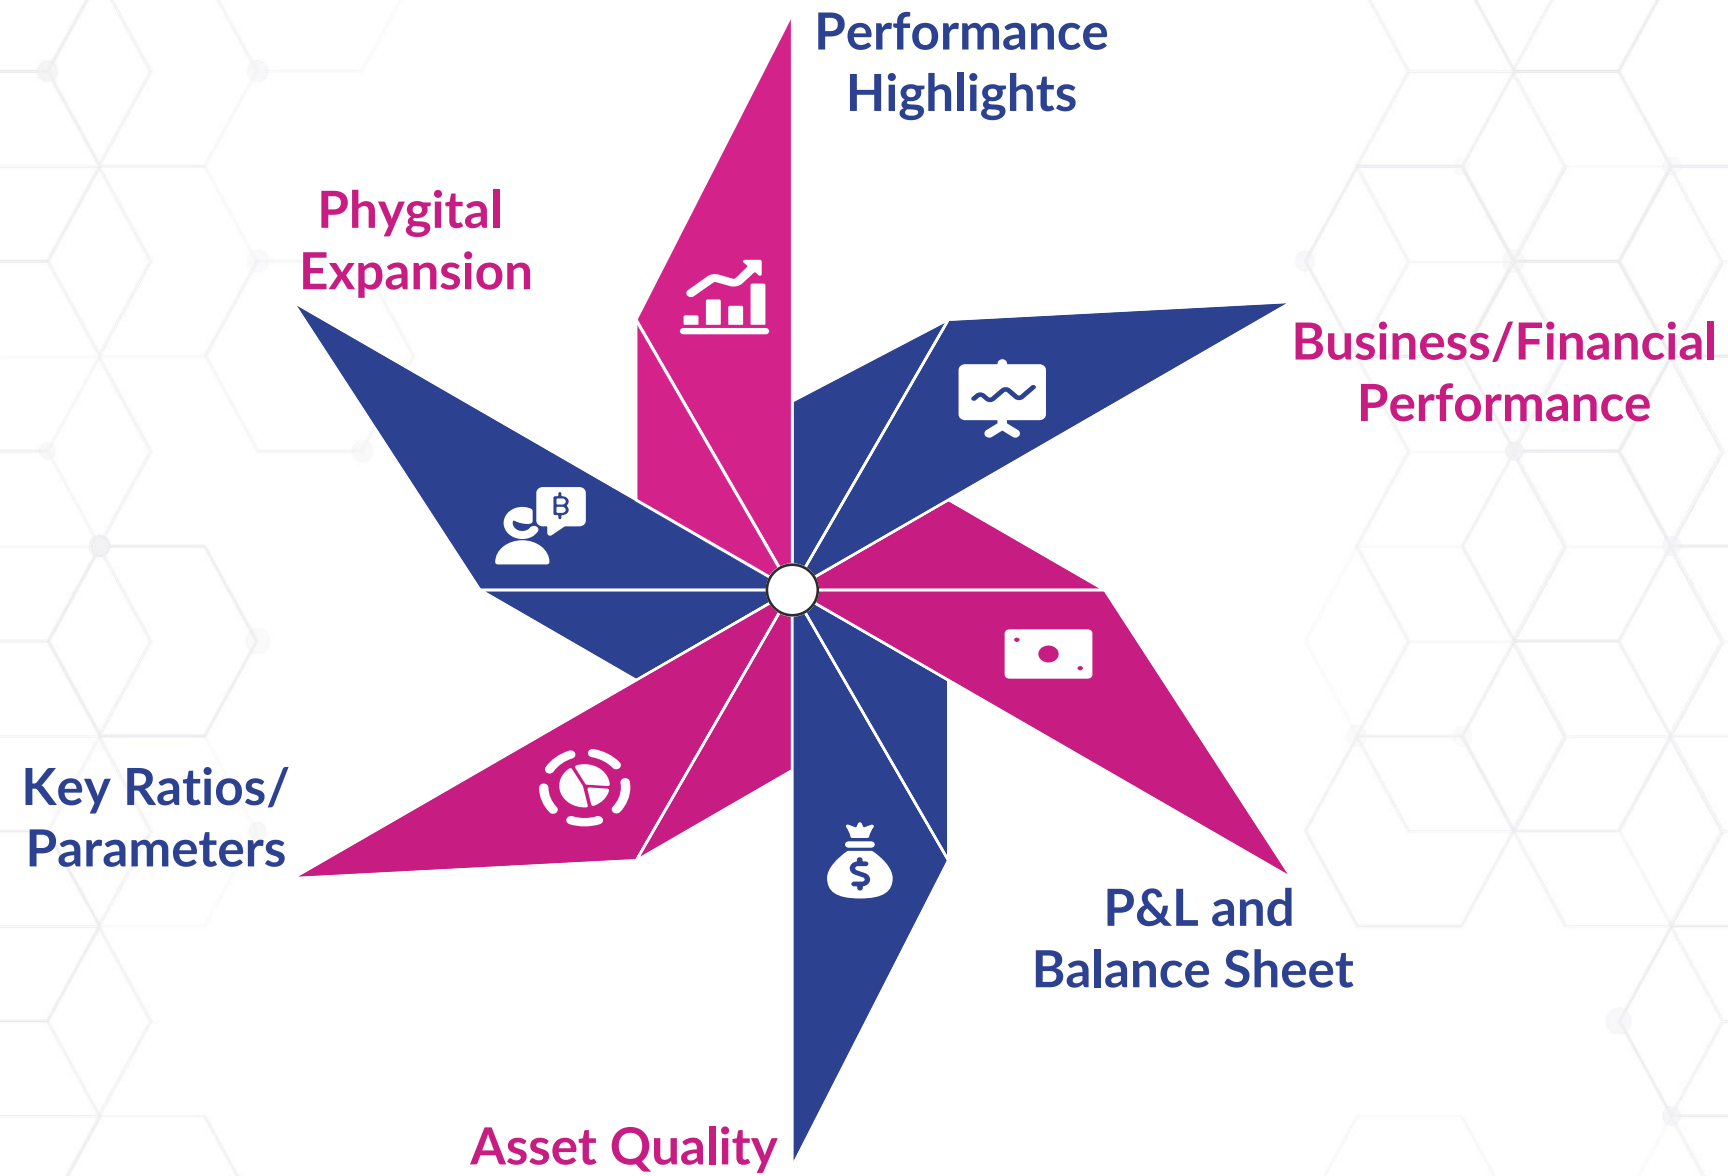 Performance
Highlights
Phygital
Expansion
Business/Financial
Performance
Key Ratios/
Parameters
P&L and
Balance Sheet
Asset Quality